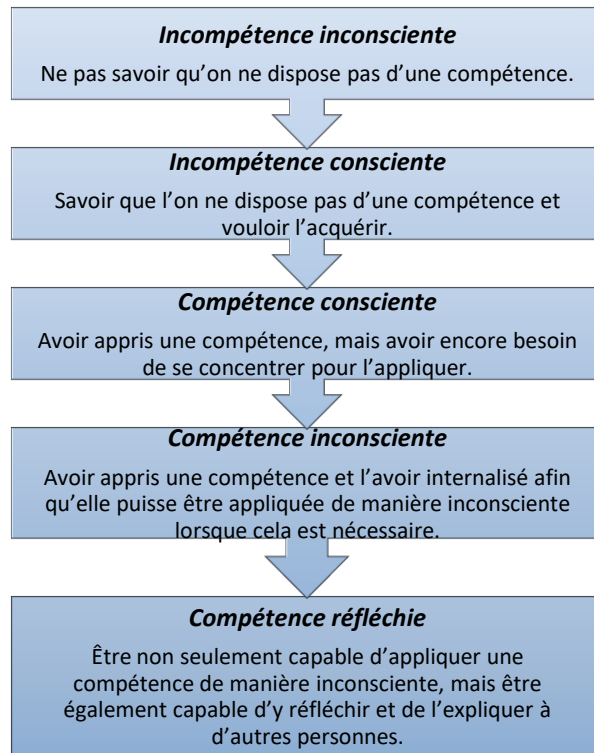 Incompétence inconsciente
Ne pas savoir qu’on ne dispose pas d’une compétence.
Incompétence consciente
Savoir que l’on ne dispose pas d’une compétence et
vouloir l’acquérir.
Compétence consciente
Avoir appris une compétence, mais avoir encore besoin
de se concentrer pour l’appliquer.
Compétence inconsciente
Avoir appris une compétence et l’avoir internalisé afin
qu’elle puisse être appliquée de manière inconsciente
lorsque cela est nécessaire.
Compétence réfléchie
Être non seulement capable d’appliquer une
compétence de manière inconsciente, mais être
également capable d’y réfléchir et de l’expliquer à
d’autres personnes.